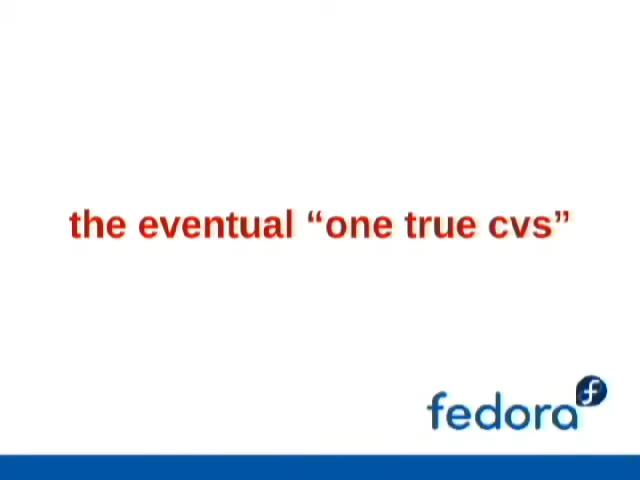 the eventual “one true cvs”
fedora